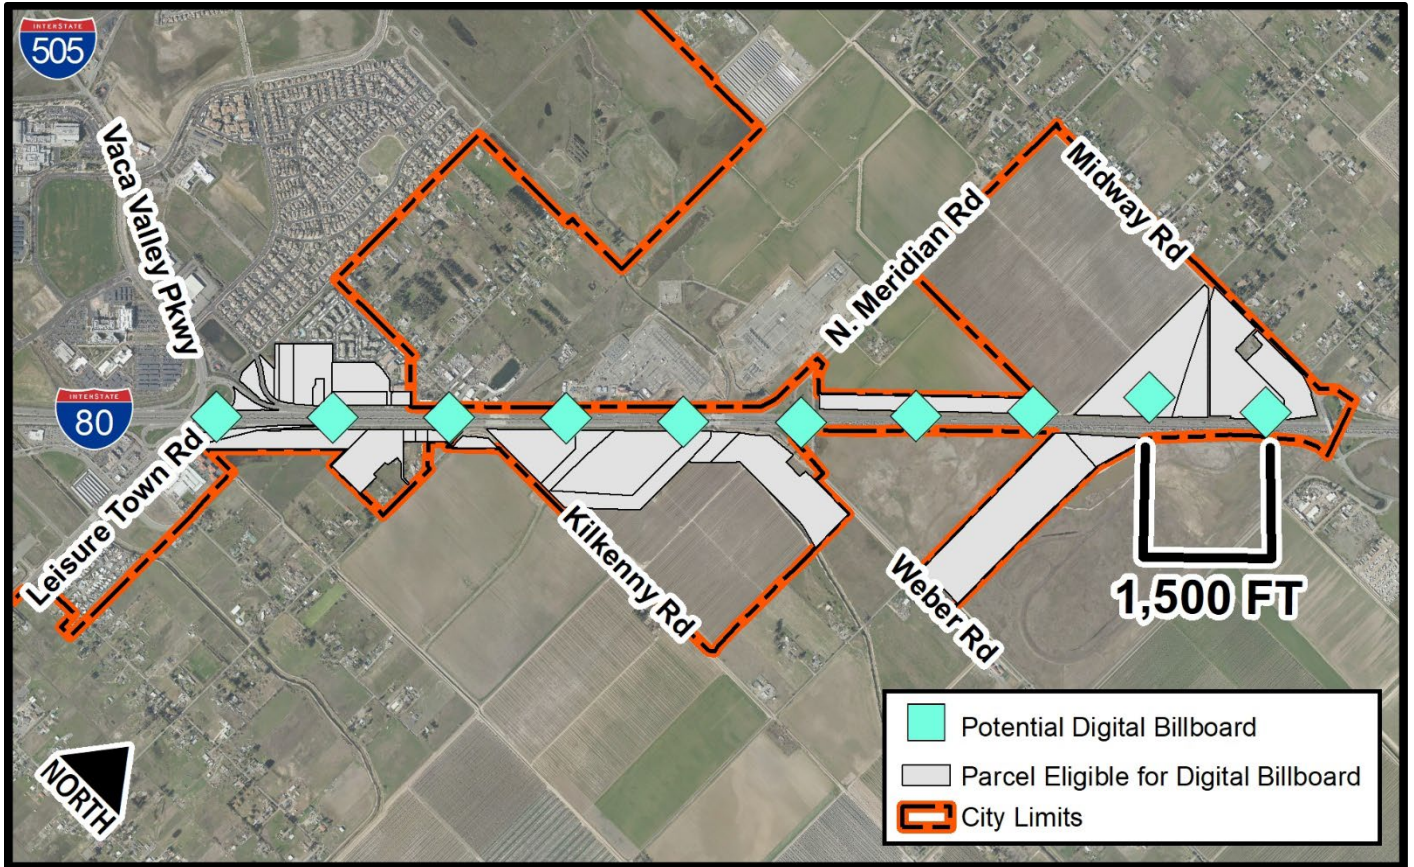 INTERSTATE
505
Vaca Valley Pkwy
INTERSTATE
80
Leisure Town Rd
N. Meridian Rd
Midway Rd
Kilkenny Rd
Weber Rd
1,500 FT
NORTH
Potential Digital Billboard
Parcel Eligible for Digital Billboard
City Limits